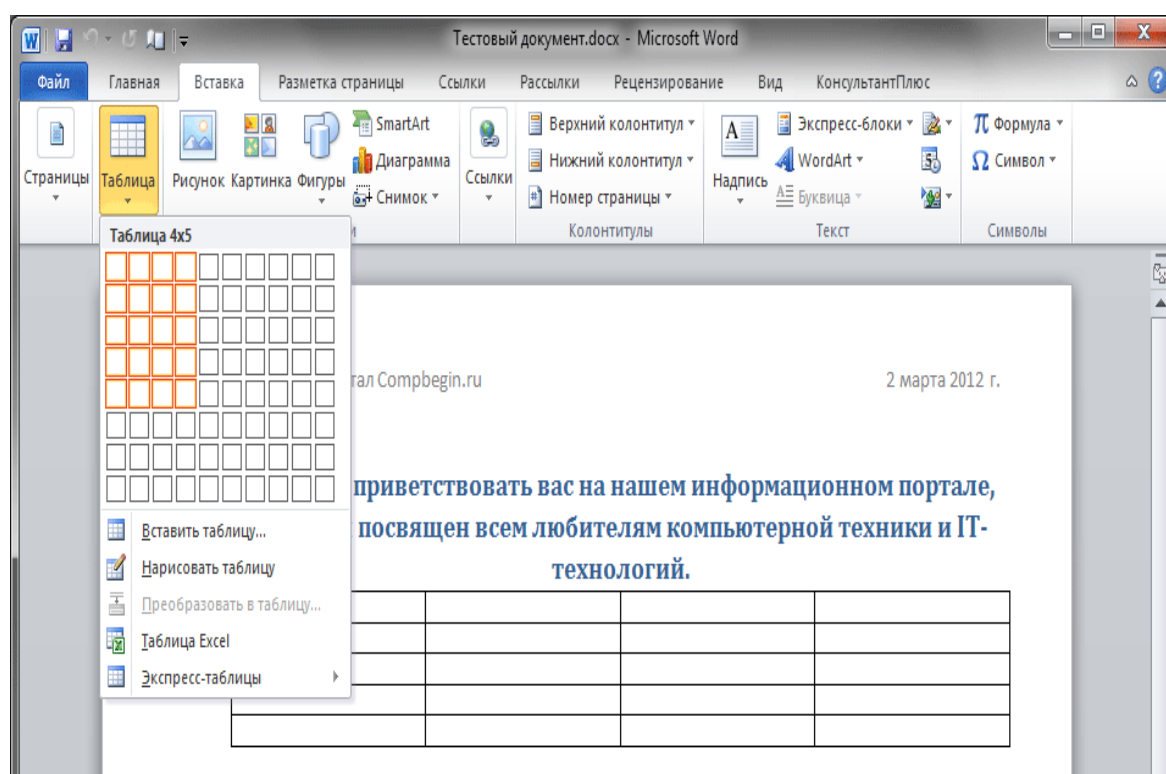 Тестовый документ.docx - Microsoft Word
Файл Главная Вставка Разметка страницы Ссылки Рассылки Рецензирование Вид КонсультантПлюс
Страницы
Таблица
Рисунок Картинка Фигуры
SmartArt
Диаграмма
Снимок
Ссылки
Верхний колонтитул
Нижний колонтитул
Номер страницы
Колонтитулы
Надпись
Экспресс-блоки
WordArt
Буквица
Текст
Формула
Символ
Символы
Таблица 4x5
Вставить таблицу...
Нарисовать таблицу
Преобразовать в таблицу...
Таблица Excel
Экспресс-таблицы
Compbegin.ru
2 марта 2012 г.
приветствовать вас на нашем информационном портале,
посвящен всем любителям компьютерной техники и IT-
технологий.